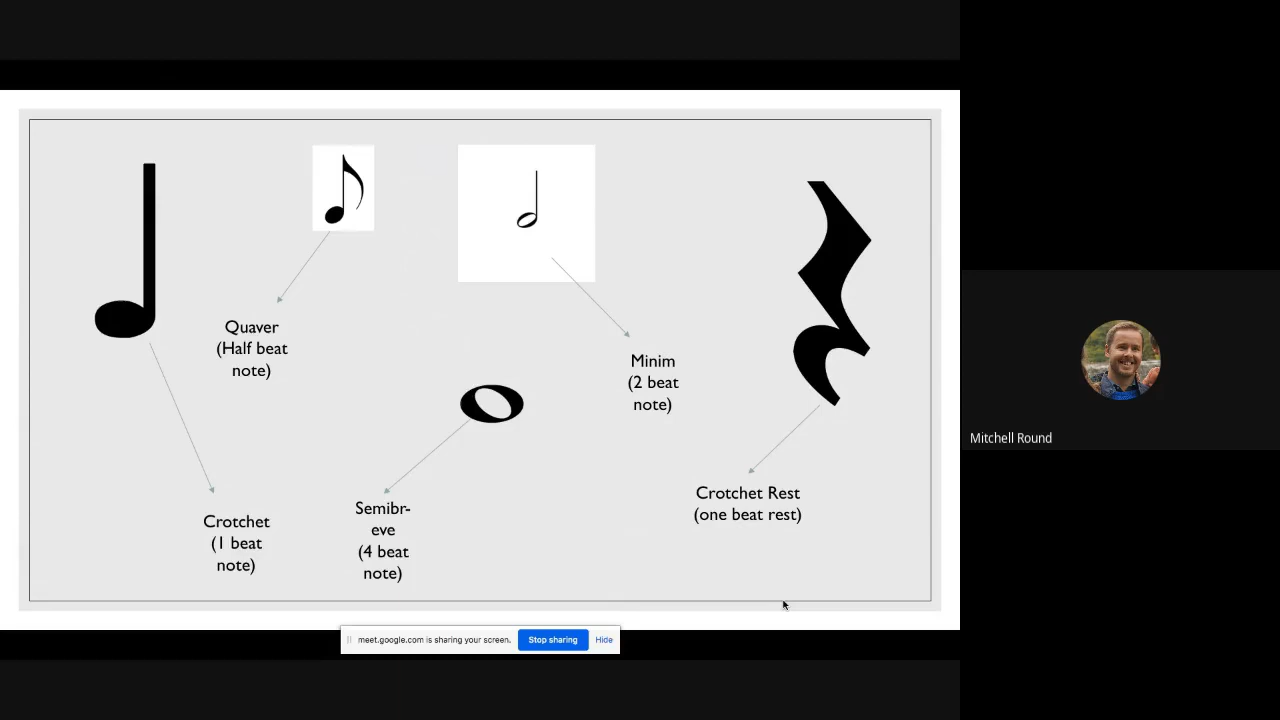 Quaver
(Half beat
note)
Minim
(2 beat
note)
Crotchet
(1 beat
note)
Semibr-
eve
(4 beat
note)
Crotchet Rest
(one beat rest)
Mitchell Round
meet.google.com is sharing your screen.
Stop sharing
Hide